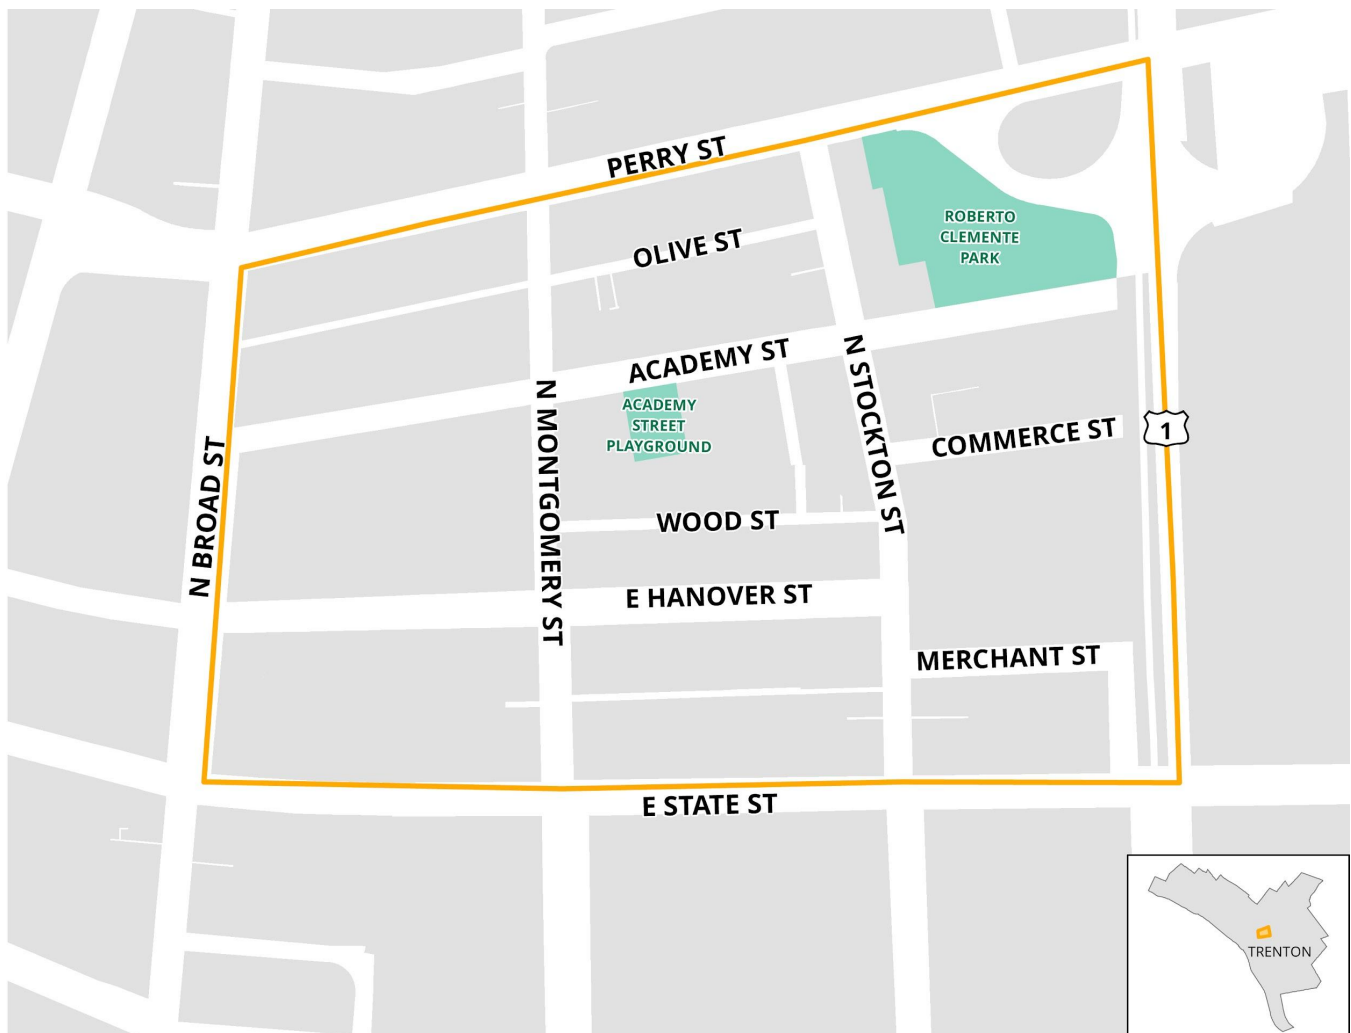 PERRY ST
OLIVE ST
ROBERTO
CLEMENTE
PARK
ACADEMY ST
N STOCKTON ST
N MONTGOMERY ST
ACADEMY
STREET
PLAYGROUND
COMMERCE ST
1
N BROAD ST
WOOD ST
E HANOVER ST
MERCHANT ST
E STATE ST
TRENTON